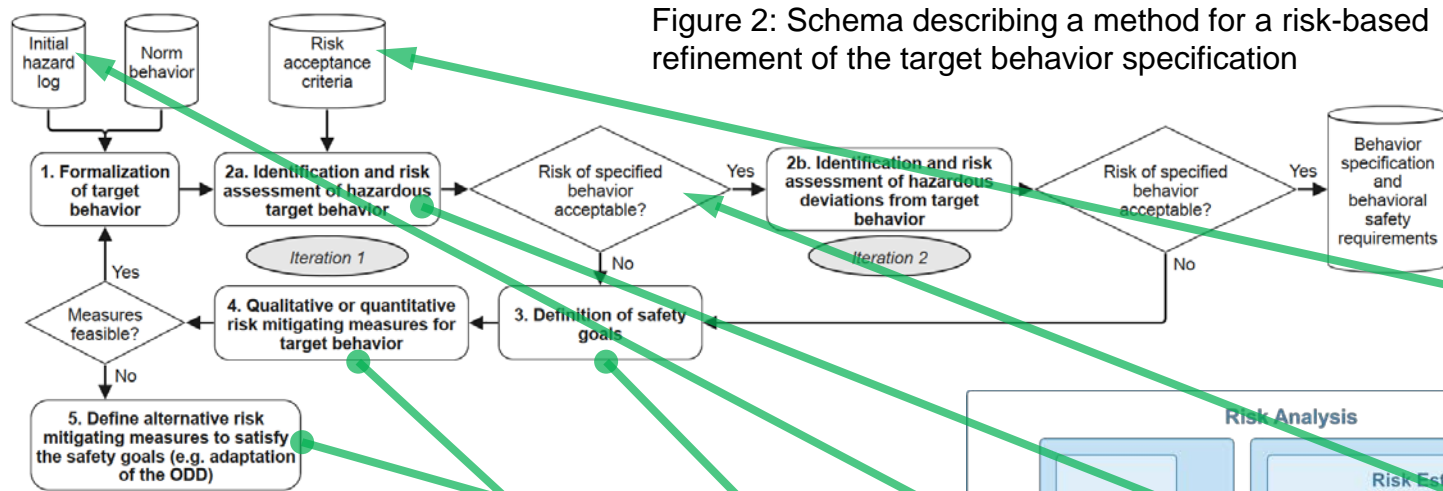 Figure 2: Schema describing a method for a risk-based
refinement of the target behavior specification
Initial
hazard
log
Norm
behavior
Risk
acceptance
criteria
1. Formalization
of target
behavior
2a. Identification and risk
assessment of hazardous
target behavior
Iteration 1
Risk of specified
behavior
acceptable?
Yes
No
2b. Identification and risk
assessment of hazardous
deviations from target
behavior
Iteration 2
Risk of specified
behavior
acceptable?
Yes
No
Behavior
specification
and
behavioral
safety
requirements
3. Definition of safety
goals
4. Qualitative or quantitative
risk mitigating measures for
target behavior
Measures
feasible?
Yes
No
5. Define alternative risk
mitigating measures to satisfy
the safety goals (e.g. adaptation
of the ODD)
Risk Analysis
Risk Est